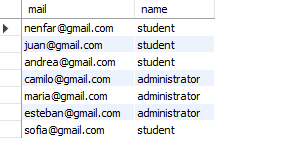 mail name
nenfar@gmail.com student
juan@gmail.com student
andrea@gmail.com student
camilo@gmail.com administrator
maria@gmail.com administrator
esteban@gmail.com administrator
sofia@gmail.com student